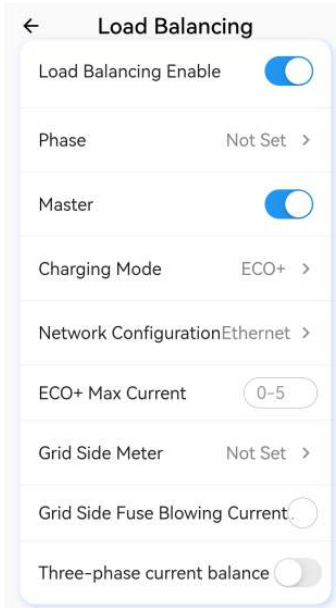 ← Load Balancing
Load Balancing Enable
Phase Not Set >
Master
Charging Mode ECO+ >
Network Configuration Ethernet >
ECO+ Max Current 0-5
Grid Side Meter Not Set >
Grid Side Fuse Blowing Current.
Three-phase current balance